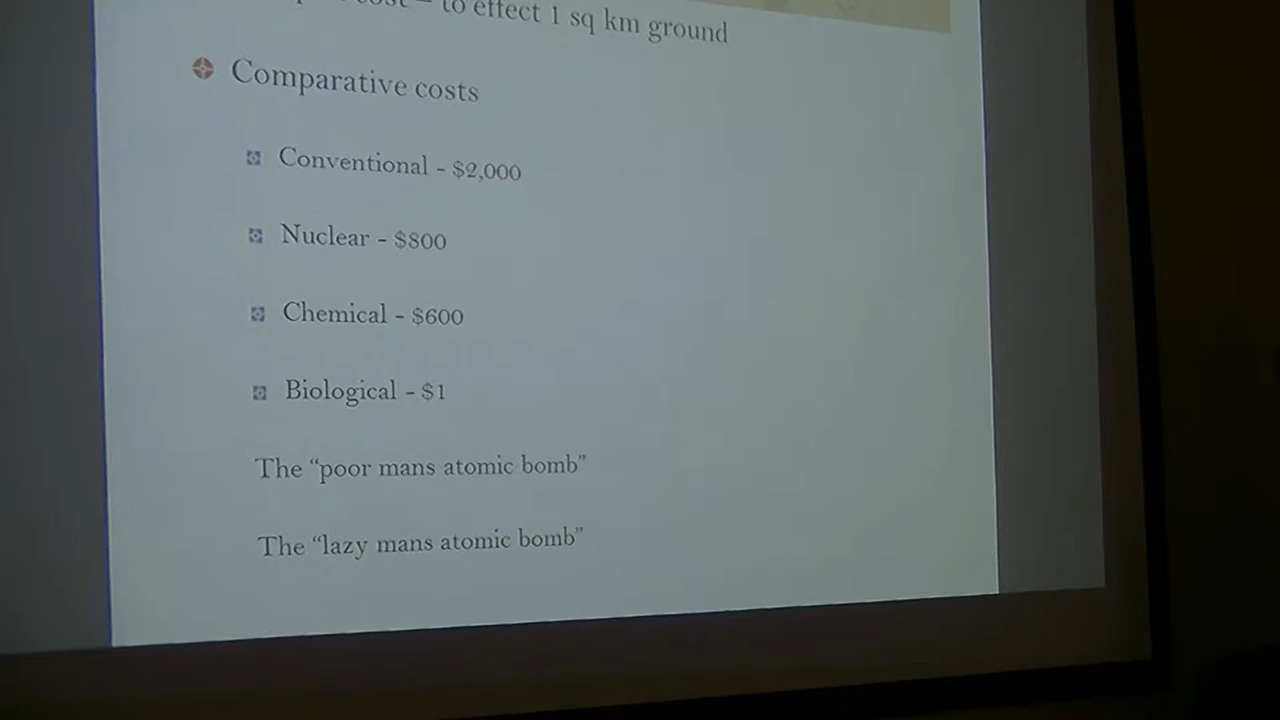 cost – to effect 1 sq km ground
Comparative costs
Conventional - $2,000
Nuclear - $800
Chemical - $600
Biological - $1
The “poor mans atomic bomb”
The “lazy mans atomic bomb”